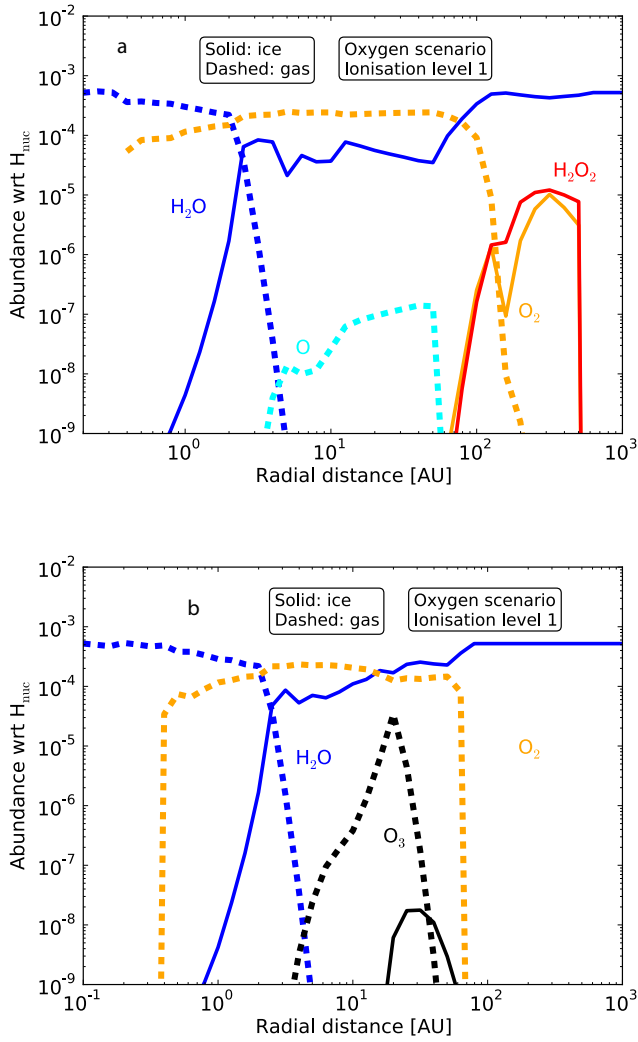 a
Solid: ice
Dashed: gas
Oxygen scenario
Ionisation level 1
10⁻²
10⁻³
10⁻⁴
10⁻⁵
10⁻⁶
10⁻⁷
10⁻⁸
10⁻⁹
Abundance wrt H_nuc
H₂O
O
H₂O₂
O₂
10⁰ 10¹ 10² 10³
Radial distance [AU]
b
Solid: ice
Dashed: gas
Oxygen scenario
Ionisation level 1
10⁻²
10⁻³
10⁻⁴
10⁻⁵
10⁻⁶
10⁻⁷
10⁻⁸
10⁻⁹
Abundance wrt H_nuc
H₂O
O₃
O₂
10⁻¹ 10⁰ 10¹ 10² 10³
Radial distance [AU]